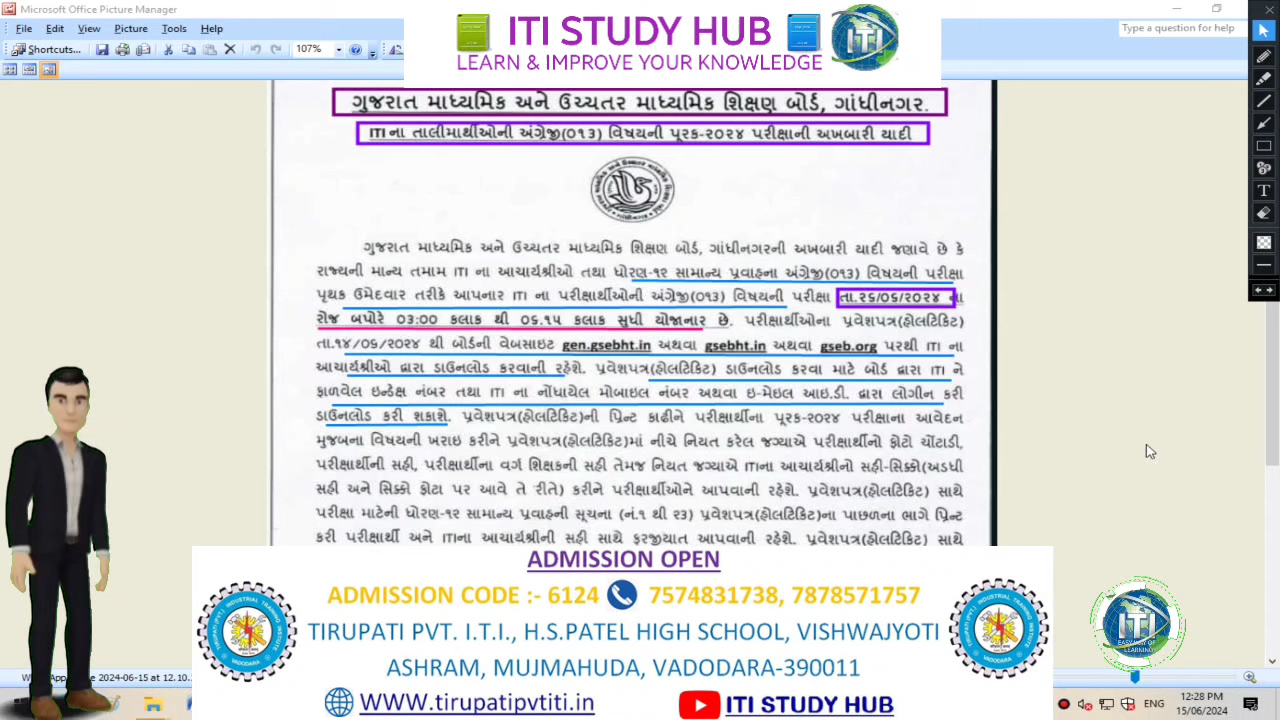 Microsoft Office Picture Manager
File Edit View Picture Tools Help
Type a question for help
Shortcuts...
107%
ITI STUDY HUB
LEARN & IMPROVE YOUR KNOWLEDGE
ITI
ગુજરાત માધ્યમિક અને ઉચ્ચતર માધ્યમિક શિક્ષણ બોર્ડ, ગાંધીનગર.
ITIના તાલીમાર્થીઓની અંગ્રેજી(૦૧૩) વિષયની પૂરક-૨૦૨૪ પરીક્ષાની અખબારી યાદી
ગુજરાત માધ્યમિક અને ઉચ્ચતર માધ્યમિક શિક્ષણ બોર્ડ, ગાંધીનગરની અખબારી યાદી જણાવે છે કે
રાજ્યની માન્ય તમામ ITI ના આચાર્યશ્રીઓ તથા ધોરણ-૧૨ સામાન્ય પ્રવાહના અંગ્રેજી(૦૧૩) વિષયની પરીક્ષા
પૃથક ઉમેદવાર તરીકે આપનાર ITI ના પરીક્ષાર્થીઓની અંગ્રેજી(૦૧૩) વિષયની પરીક્ષા તા.૨૬/૦૬/૨૦૨૪ ના
રોજ બપોરે ૦૩:૦૦ કલાક થી ૦૬.૧૫ કલાક સુધી યોજાનાર છે. પરીક્ષાર્થીઓના પ્રવેશપત્ર(હોલટિકિટ)
તા.૧૪/૦૬/૨૦૨૪ થી બોર્ડની વેબસાઇટ gen.gsebht.in અથવા gsebht.in અથવા gseb.org પરથી ITI ના
આચાર્યશ્રીઓ દ્વારા ડાઉનલોડ કરવાની રહેશે. પ્રવેશપત્ર(હોલટિકિટ) ડાઉનલોડ કરવા માટે બોર્ડ દ્વારા ITI ને
ફાળવેલ ઇન્ડેક્ષ નંબર તથા ITI ના નોંધાયેલ મોબાઇલ નંબર અથવા ઇ-મેઇલ આઇ.ડી. દ્વારા લોગીન કરી
ડાઉનલોડ કરી શકાશે. પ્રવેશપત્ર(હોલટિકિટ)ની પ્રિન્ટ કાઢીને પરીક્ષાર્થીના પૂરક-૨૦૨૪ પરીક્ષાના આવેદન
મુજબના વિષયની ખરાઇ કરીને પ્રવેશપત્ર(હોલટિકિટ)માં નીચે નિયત કરેલ જગ્યાએ પરીક્ષાર્થીનો ફોટો ચોંટાડી,
પરીક્ષાર્થીની સહી, પરીક્ષાર્થીના વર્ગ શિક્ષકની સહી તેમજ નિયત જગ્યાએ ITIના આચાર્યશ્રીનો સહી-સિક્કો(અડધી
સહી અને સિક્કો ફોટા પર આવે તે રીતે) કરીને પરીક્ષાર્થીઓને આપવાની રહેશે. પ્રવેશપત્ર(હોલટિકિટ) સાથે
પરીક્ષા માટેની ધોરણ-૧૨ સામાન્ય પ્રવાહની સૂચના (નં.૧ થી ૨૩) પ્રવેશપત્ર(હોલટિકિટ)ના પાછળના ભાગે પ્રિન્ટ
કરી પરીક્ષાર્થી અને ITIના આચાર્યશ્રીની સહી સાથે ફરજીયાત આપવાની રહેશે. પ્રવેશપત્ર(હોલટિકિટ) સાથે
ADMISSION OPEN
ADMISSION CODE :- 6124 7574831738, 7878571757
TIRUPATI PVT. I.T.I., H.S.PATEL HIGH SCHOOL, VISHWAJYOTI
ASHRAM, MUJMAHUDA, VADODARA-390011
WWW.tirupatipvtiti.in
ITI STUDY HUB
ITI
EASY WAY OF LEARNING
2024-06-15 at 12.10.
ENG
12:28 PM
15/06/2024